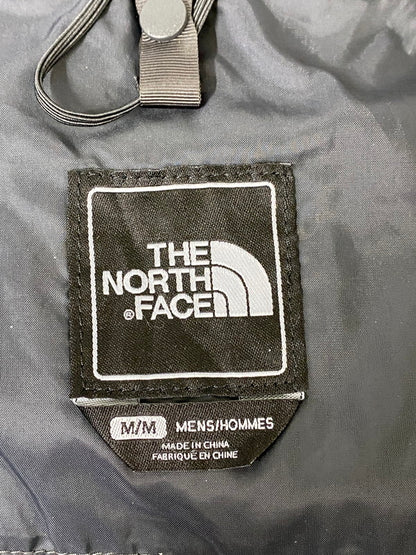 THE
NORTH
®FACE
M/M MENS/HOMMES
MADE IN CHINA
FABRIQUÉ EN CHINE